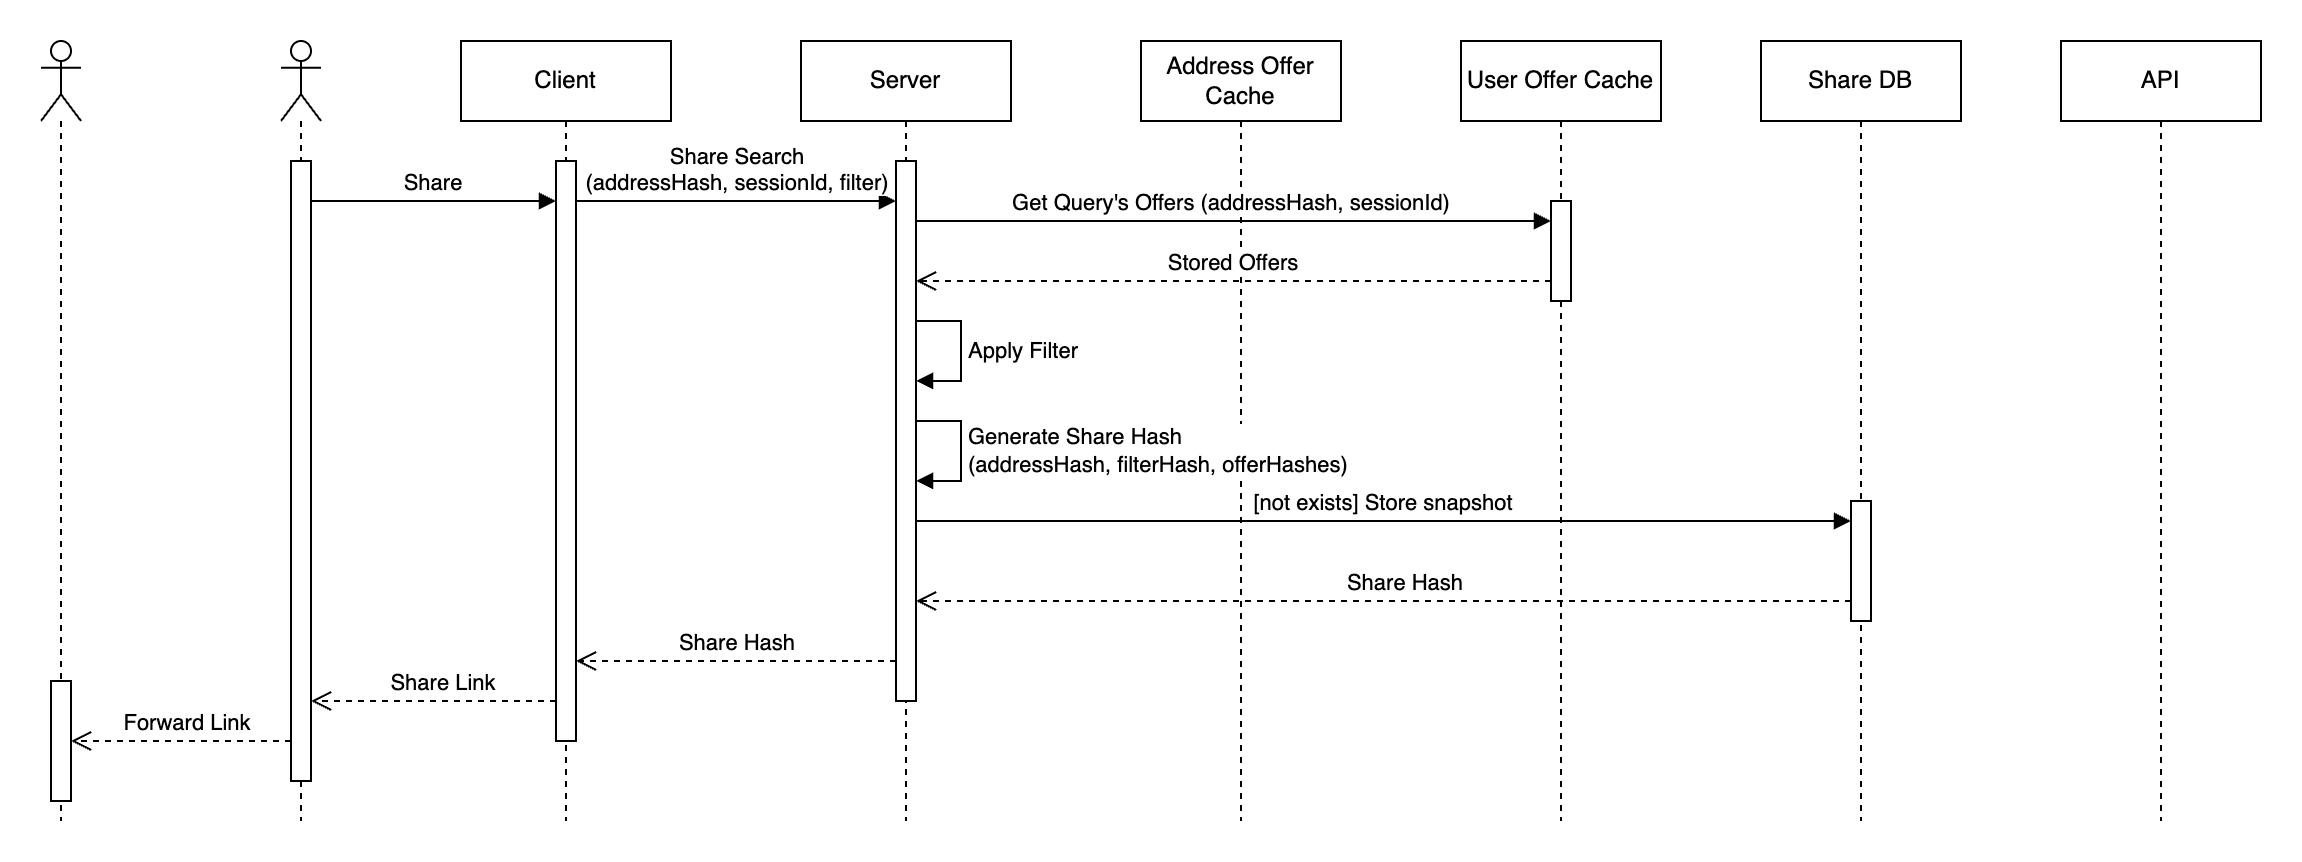 Client
Server
Address Offer
Cache
User Offer Cache
Share DB
API
Share
Share Search
(addressHash, sessionId, filter)
Get Query's Offers (addressHash, sessionId)
Stored Offers
Apply Filter
Generate Share Hash
(addressHash, filterHash, offerHashes)
[not exists] Store snapshot
Share Hash
Share Hash
Share Link
Forward Link